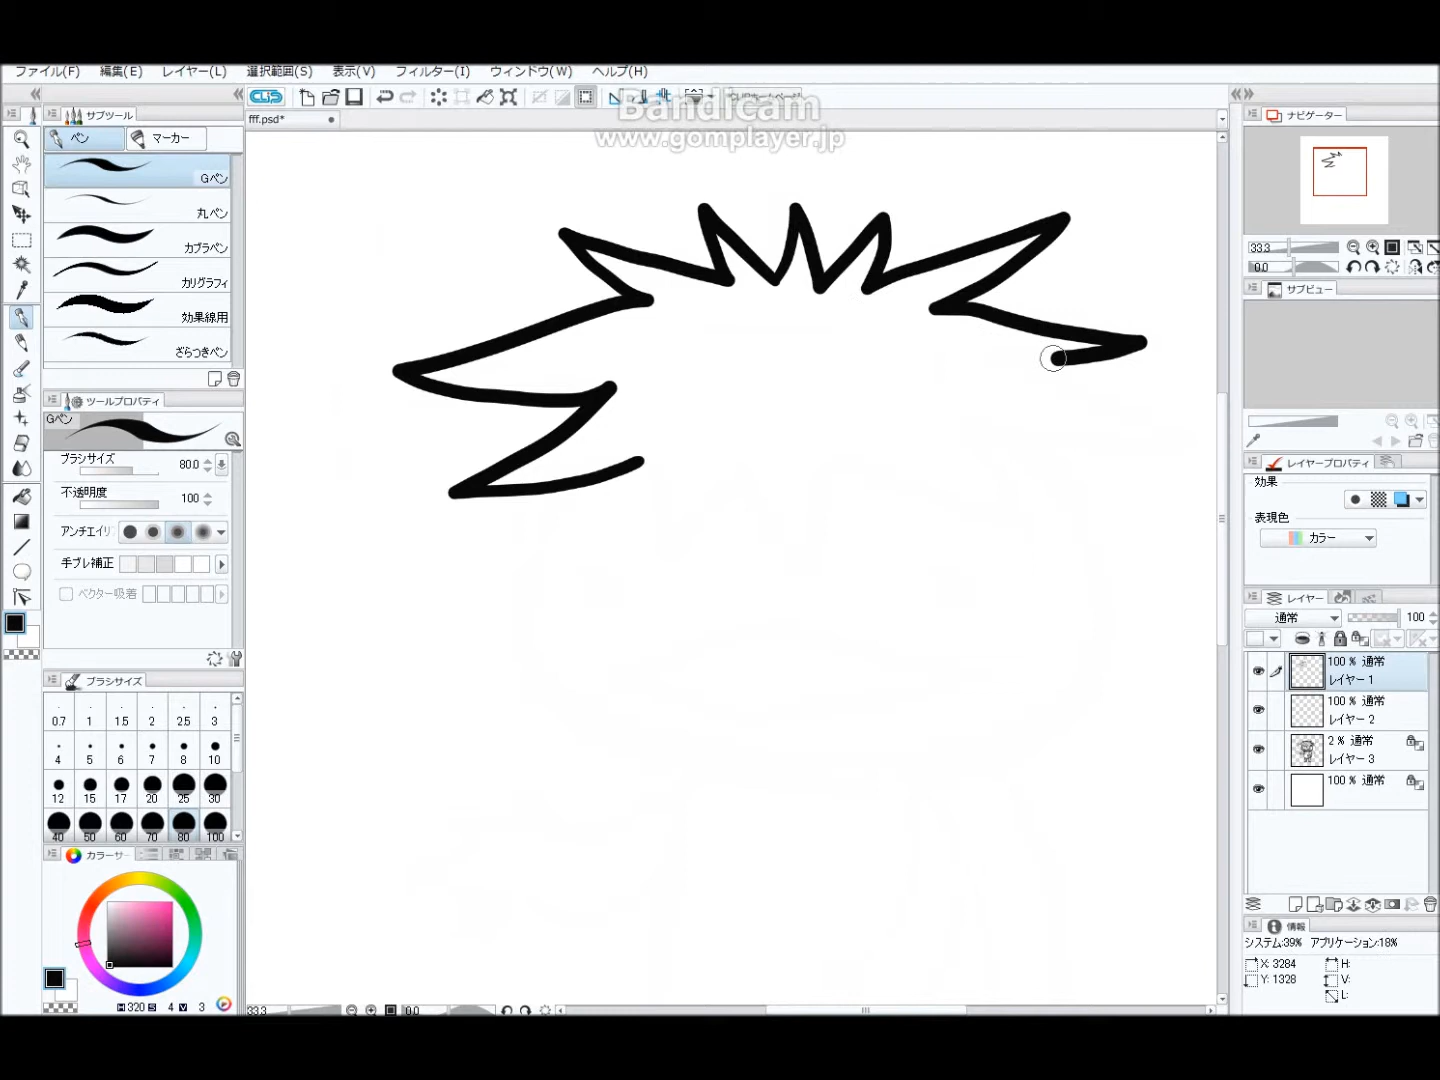 ファイル(F) 編集(E) レイヤー(L) 選択範囲(S) 表示(V) フィルター(I) ウィンドウ(W) ヘルプ(H)
CLIP
Bandicam
www.gomplayer.jp
fff.psd*
サブツール
ペン マーカー
Gペン
丸ペン
カブラペン
カリグラフィ
効果線用
ざらつきペン
ツールプロパティ
Gペン
ブラシサイズ 80.0
不透明度 100
アンチエイリ
手ブレ補正
ベクター吸着
ブラシサイズ
0.7 1 1.5 2 2.5 3
4 5 6 7 8 10
12 15 17 20 25 30
40 50 60 70 80 100
カラーサー
H 320 S 4 V 3
33.3 0.0
ナビゲーター
33.3
0.0
サブビュー
レイヤープロパティ
効果
表現色
カラー
レイヤー
通常 100
100 % 通常
レイヤー 1
100 % 通常
レイヤー 2
2 % 通常
レイヤー 3
100 % 通常
情報
システム:39% アプリケーション:18%
X: 3284 H:
Y: 1328 V:
L: